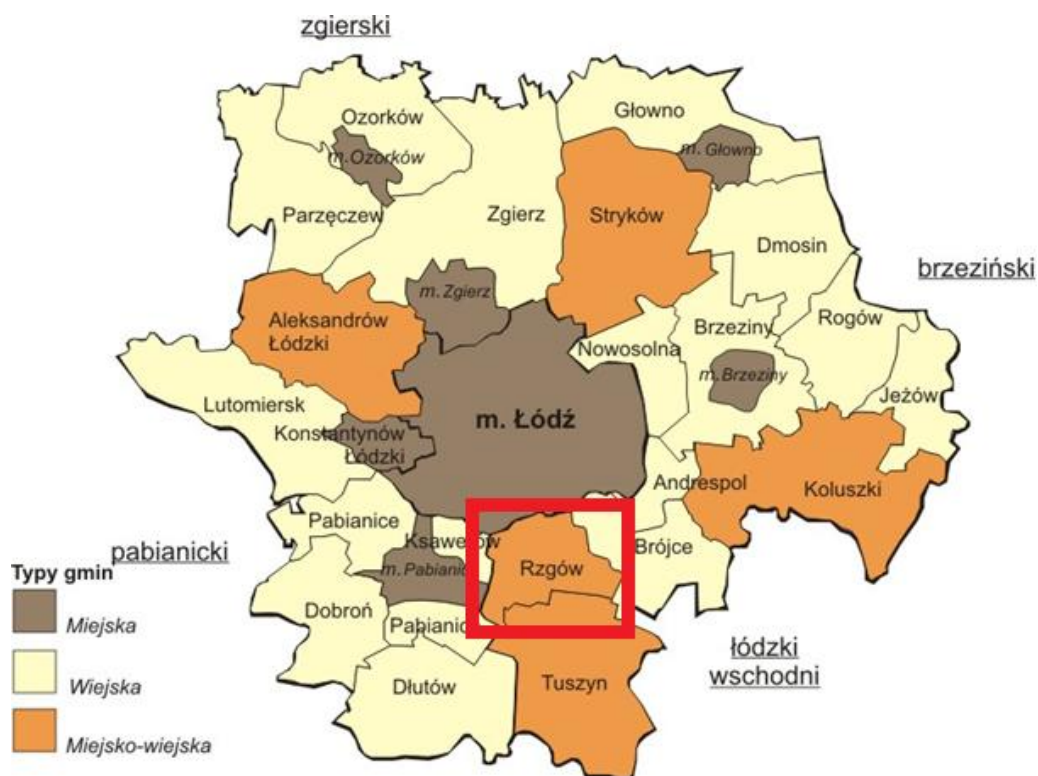 zgierski
Ozorków
m. Ozorków
Głowno
m. Głowno
Parzęczew
Zgierz
Stryków
Dmosin
brzeziński
m. Zgierz
Aleksandrów
Łódzki
Nowosolna
Brzeziny
Rogów
m. Brzeziny
Jeżów
Lutomiersk
Konstantynów
Łódzki
m. Łódź
Andrespol
Koluszki
Pabianice
Ksawerów
Brójce
pabianicki
Rzgów
m. Pabianic
Typy gmin
Miejska
Dobroń
Pabianic
łódzki
wschodni
Wiejska
Dłutów
Tuszyn
Miejsko-wiejska